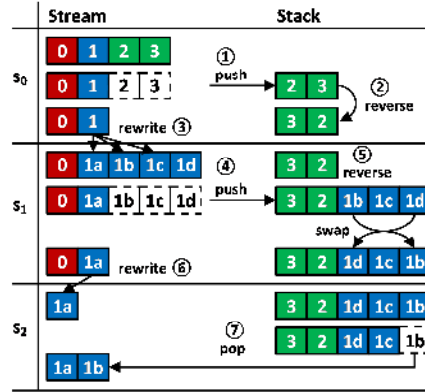 Stream Stack
S0
0 1 2 3
0 1 2 3 ① push 2 3 ② reverse
0 1 3 2
rewrite ③
S1
0 1a 1b 1c 1d ④ push 3 2 ⑤ reverse
0 1a 1b 1c 1d 3 2 1b 1c 1d
swap
0 1a rewrite ⑥ 3 2 1d 1c 1b
S2
1a 3 2 1d 1c 1b
⑦ pop 3 2 1d 1c 1b
1a 1b